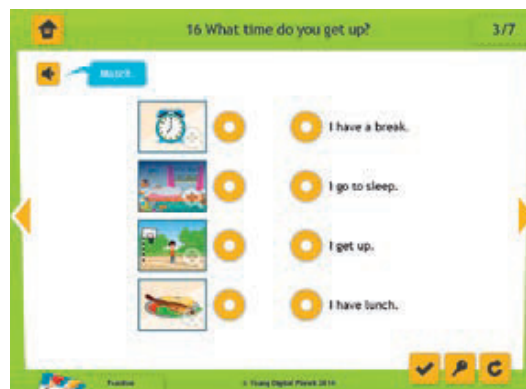 16 What time do you get up?
3/7
Match.
I have a break.
I go to sleep.
I get up.
I have lunch.
© Young Digital Planet 2014